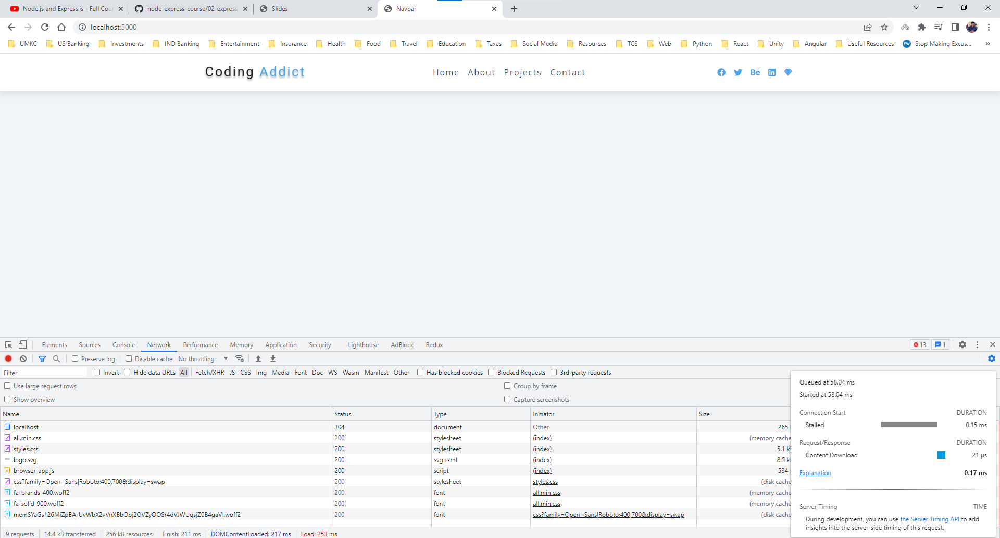 Node.js and Express.js - Full Cour
node-express-course/02-express
Slides
Navbar
localhost:5000
UMKC US Banking Investments IND Banking Entertainment Insurance Health Food Travel Education Taxes Social Media Resources TCS Web Python React Unity Angular Useful Resources FW Stop Making Excus... »
Coding Addict
Home About Projects Contact
Bē
Elements Sources Console Network Performance Memory Application Security Lighthouse AdBlock Redux 13 1
Preserve log Disable cache No throttling
Filter Invert Hide data URLs All Fetch/XHR JS CSS Img Media Font Doc WS Wasm Manifest Other Has blocked cookies Blocked Requests 3rd-party requests
Use large request rows Group by frame
Show overview Capture screenshots
Name Status Type Initiator Size
localhost 304 document Other 265
all.min.css 200 stylesheet (index) (memory cache
styles.css 200 stylesheet (index) 5.1 k
logo.svg 200 svg+xml (index) 8.5 k
browser-app.js 200 script (index) 534
css?family=Open+Sans|Roboto:400,700&display=swap 200 stylesheet styles.css (disk cache
fa-brands-400.woff2 200 font all.min.css (memory cache
fa-solid-900.woff2 200 font all.min.css (memory cache
memSYaGs126MiZpBA-UvWbX2vVnXBbObj2OVZyOOSr4dVJWUgsjZ0B4gaVI.woff2 200 font css?family=Open+Sans|Roboto:400,700&display=swap (disk cache
9 requests 14.4 kB transferred 256 kB resources Finish: 211 ms DOMContentLoaded: 217 ms Load: 253 ms
Queued at 58.04 ms
Started at 58.04 ms
Connection Start DURATION
Stalled 0.15 ms
Request/Response DURATION
Content Download 21 µs
Explanation 0.17 ms
Server Timing TIME
During development, you can use the Server Timing API to add
insights into the server-side timing of this request.